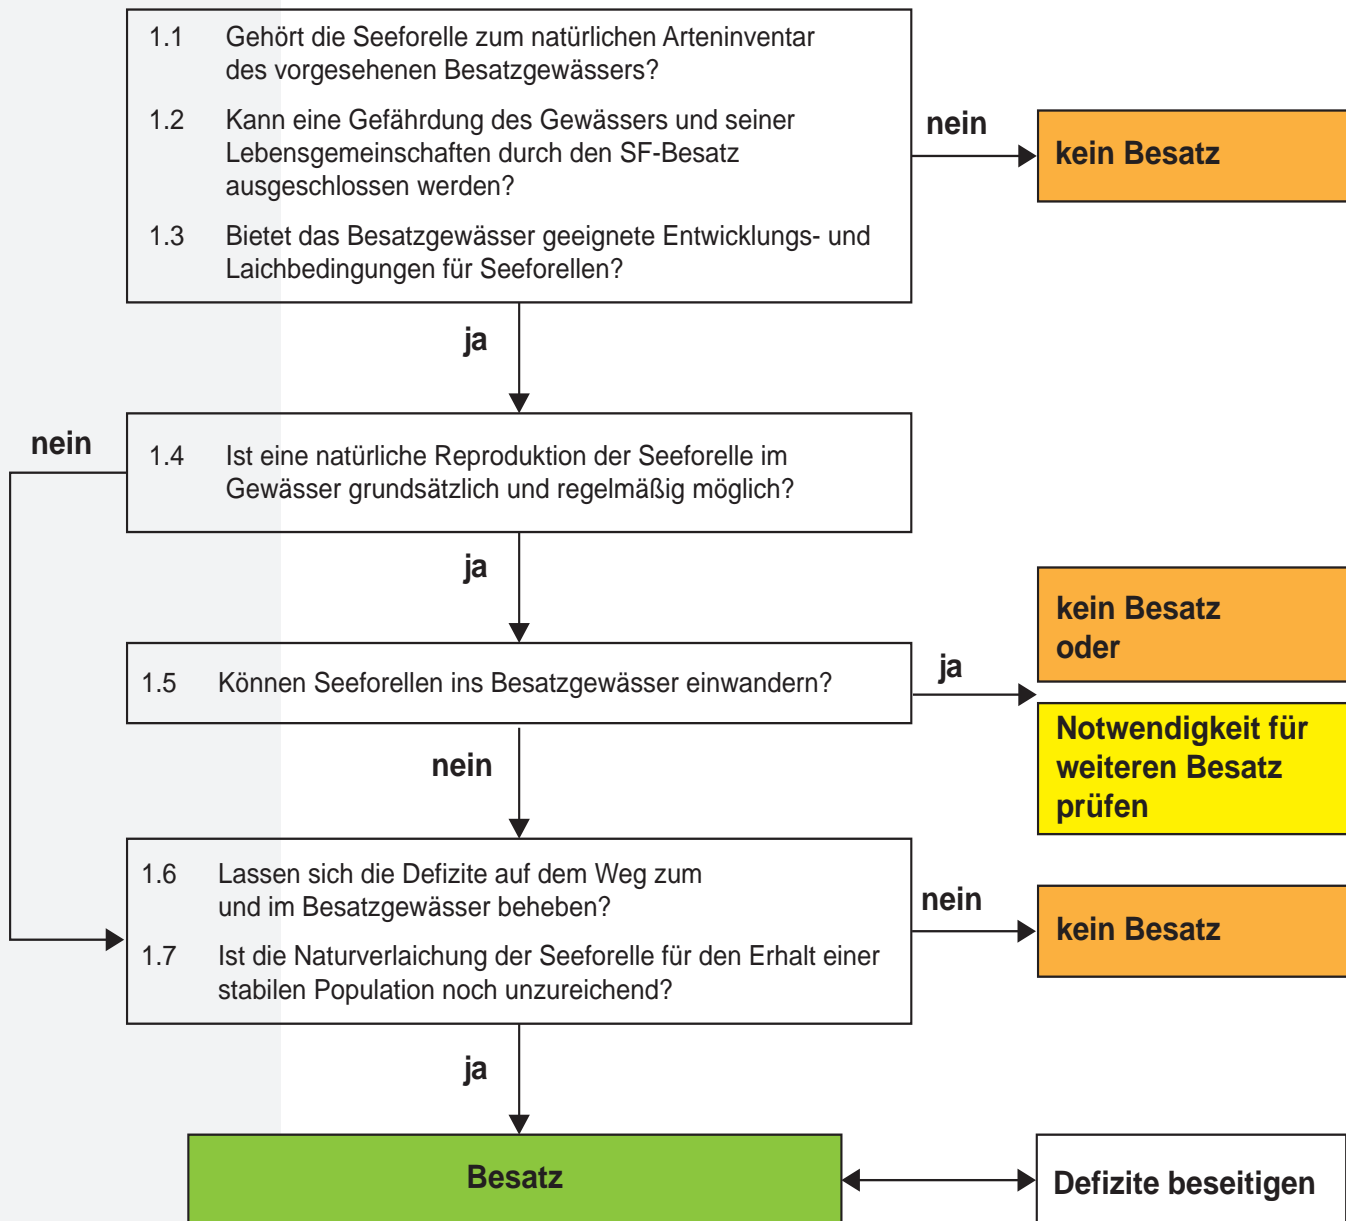 1.1 Gehört die Seeforelle zum natürlichen Arteninventar
des vorgesehenen Besatzgewässers?
1.2 Kann eine Gefährdung des Gewässers und seiner
Lebensgemeinschaften durch den SF-Besatz
ausgeschlossen werden?
1.3 Bietet das Besatzgewässer geeignete Entwicklungs- und
Laichbedingungen für Seeforellen?
nein
kein Besatz
ja
nein
1.4 Ist eine natürliche Reproduktion der Seeforelle im
Gewässer grundsätzlich und regelmäßig möglich?
ja
1.5 Können Seeforellen ins Besatzgewässer einwandern?
ja
kein Besatz
oder
Notwendigkeit für
weiteren Besatz
prüfen
nein
1.6 Lassen sich die Defizite auf dem Weg zum
und im Besatzgewässer beheben?
1.7 Ist die Naturverlaichung der Seeforelle für den Erhalt einer
stabilen Population noch unzureichend?
nein
kein Besatz
ja
Besatz
Defizite beseitigen